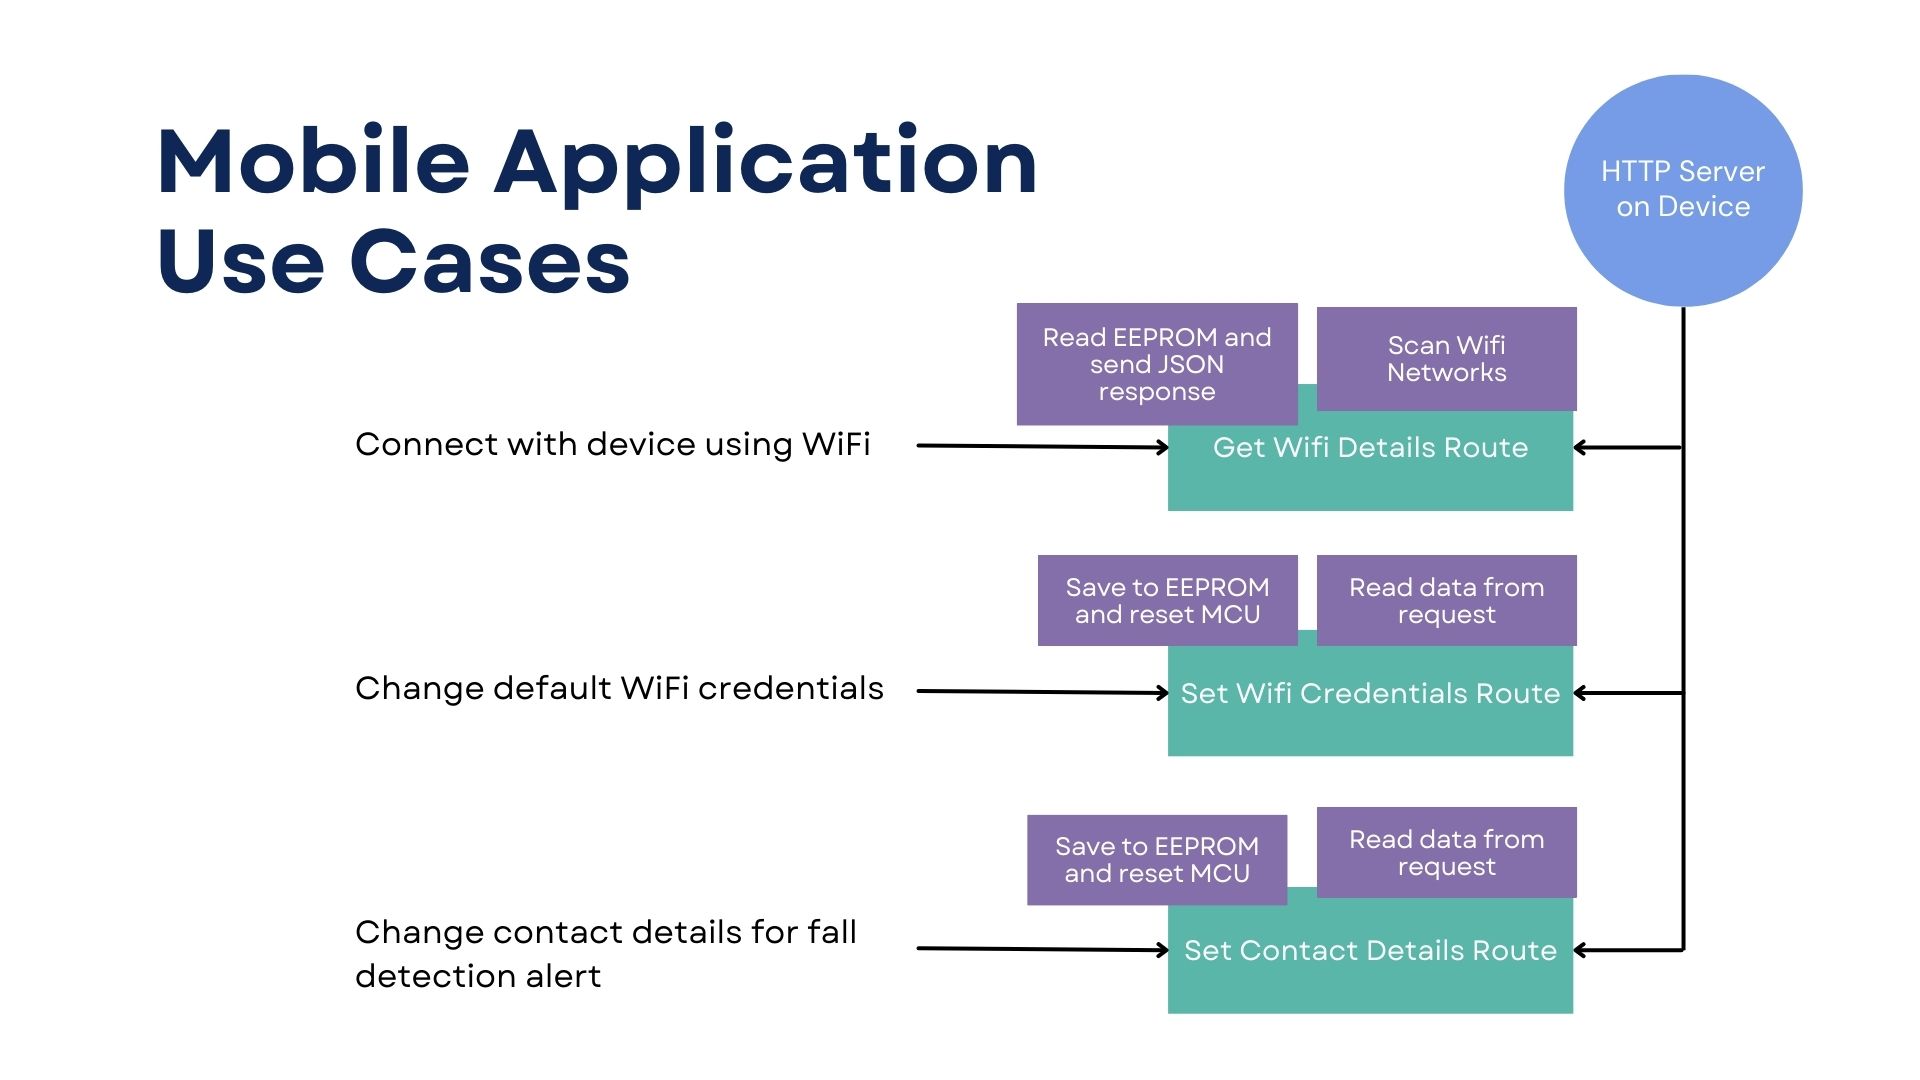 Mobile Application
Use Cases
HTTP Server
on Device
Read EEPROM and
send JSON
response
Scan Wifi
Networks
Connect with device using WiFi
Get Wifi Details Route
Save to EEPROM
and reset MCU
Read data from
request
Change default WiFi credentials
Set Wifi Credentials Route
Save to EEPROM
and reset MCU
Read data from
request
Change contact details for fall
detection alert
Set Contact Details Route